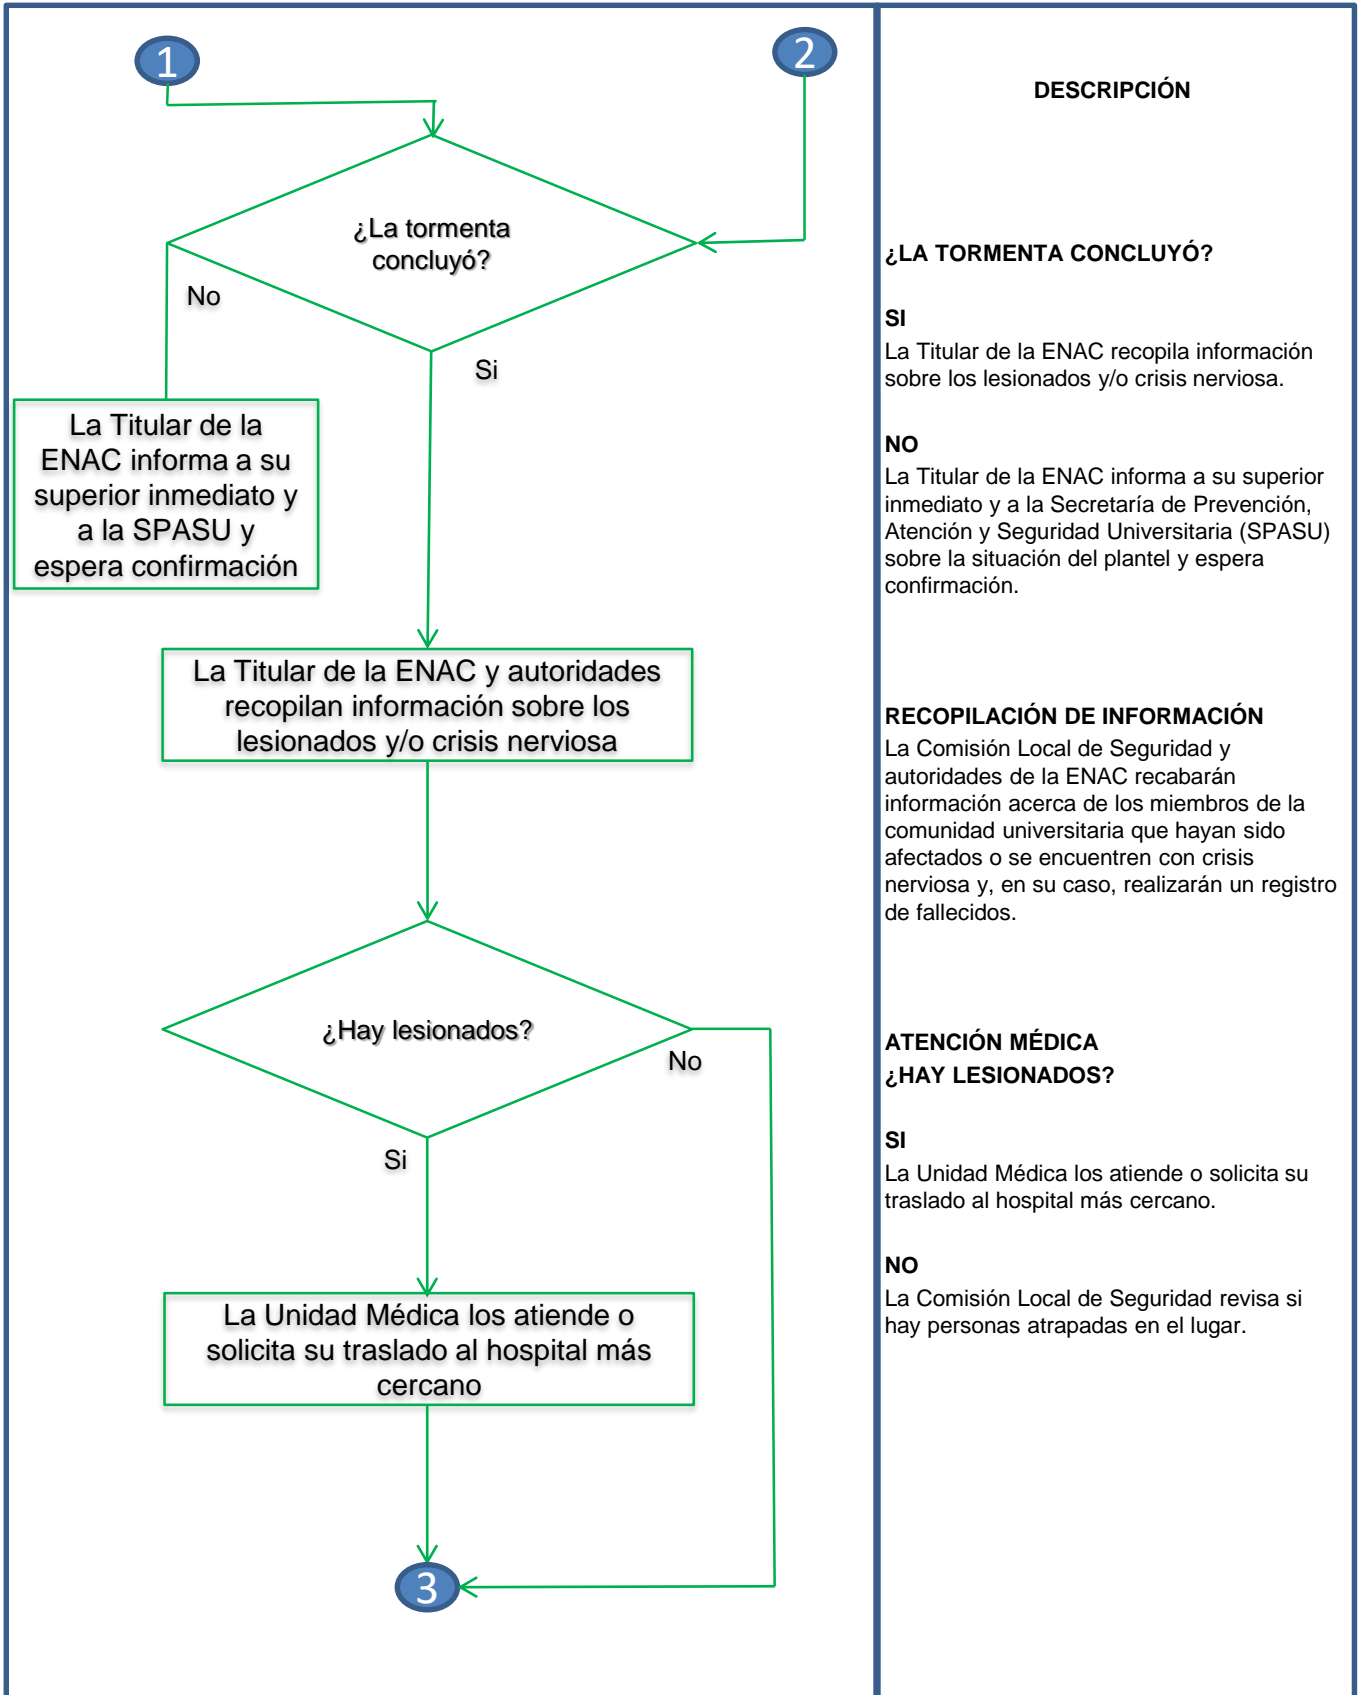 1
2
¿La tormenta
concluyó?
No
Si
La Titular de la
ENAC informa a su
superior inmediato y
a la SPASU y
espera confirmación
La Titular de la ENAC y autoridades
recopilan información sobre los
lesionados y/o crisis nerviosa
¿Hay lesionados?
No
Si
La Unidad Médica los atiende o
solicita su traslado al hospital más
cercano
3
DESCRIPCIÓN
¿LA TORMENTA CONCLUYÓ?
SI
La Titular de la ENAC recopila información
sobre los lesionados y/o crisis nerviosa.
NO
La Titular de la ENAC informa a su superior
inmediato y a la Secretaría de Prevención,
Atención y Seguridad Universitaria (SPASU)
sobre la situación del plantel y espera
confirmación.
RECOPILACIÓN DE INFORMACIÓN
La Comisión Local de Seguridad y
autoridades de la ENAC recabarán
información acerca de los miembros de la
comunidad universitaria que hayan sido
afectados o se encuentren con crisis
nerviosa y, en su caso, realizarán un registro
de fallecidos.
ATENCIÓN MÉDICA
¿HAY LESIONADOS?
SI
La Unidad Médica los atiende o solicita su
traslado al hospital más cercano.
NO
La Comisión Local de Seguridad revisa si
hay personas atrapadas en el lugar.